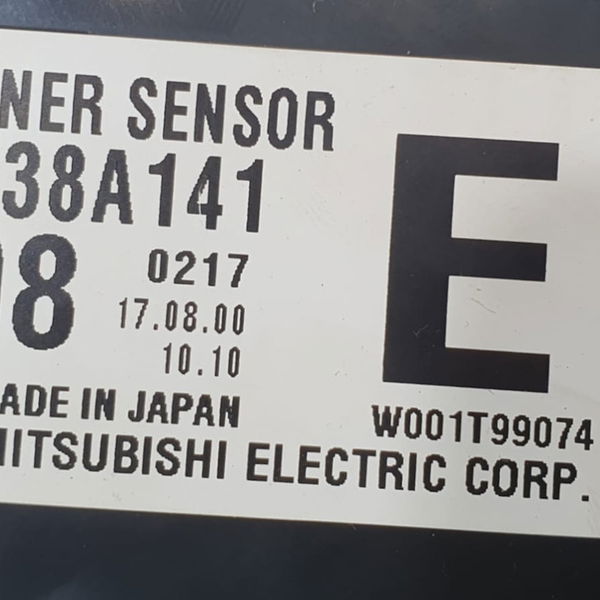 NER SENSOR
38A141
E
8
0217
17.08.00
10.10
ADE IN JAPAN
W001T99074
ITSUBISHI ELECTRIC CORP.